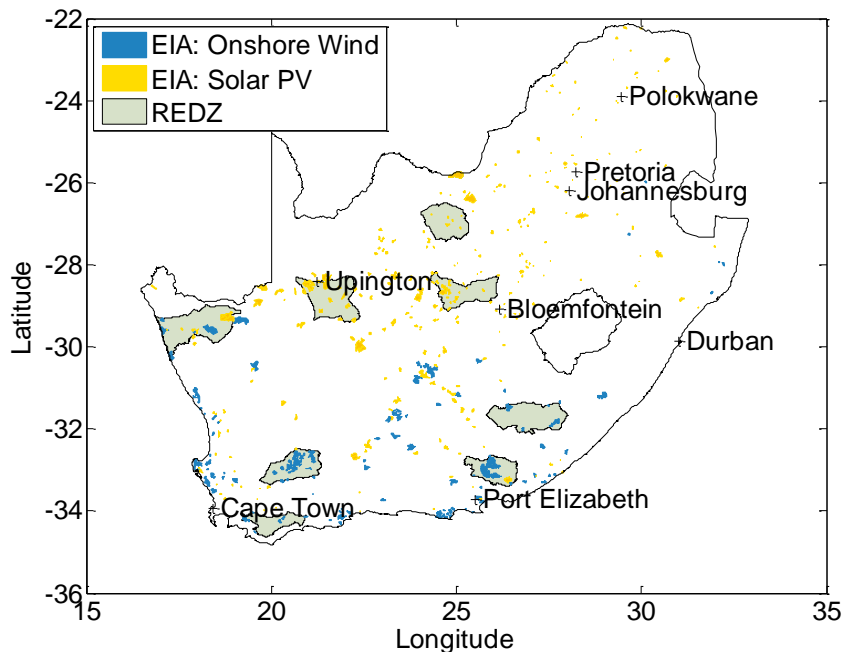 -22
EIA: Onshore Wind
EIA: Solar PV
REDZ
-24
Polokwane
Pretoria
-26
Johannesburg
-28
Upington
Bloemfontein
Latitude
-30
Durban
-32
Port Elizabeth
Cape Town
-34
-36
15
20
25
30
35
Longitude